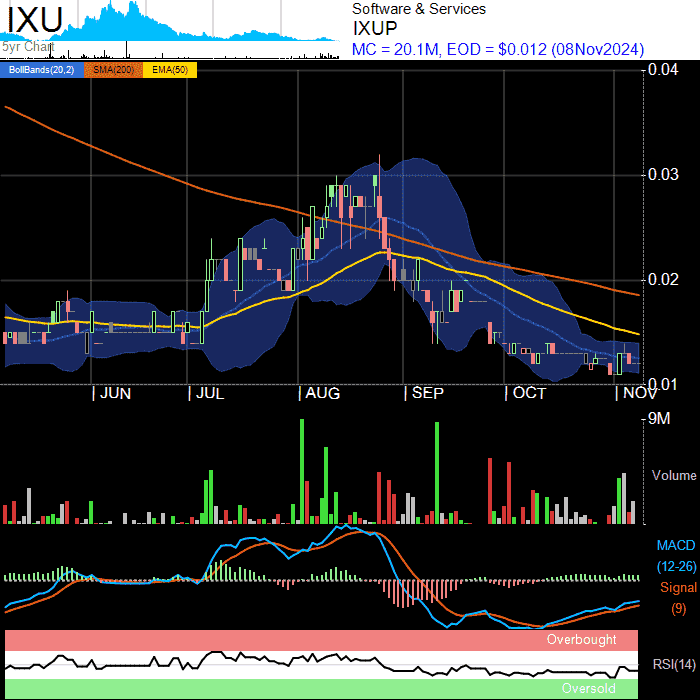 IXU
5yr Chart
Software & Services
IXUP
MC = 20.1M, EOD = $0.012 (08Nov2024)
BollBands(20,2) SMA(200) EMA(50)
0.04
0.03
0.02
0.01
JUN JUL AUG SEP OCT NOV
9M
Volume
MACD
(12-26)
Signal
(9)
Overbought
RSI(14)
Oversold